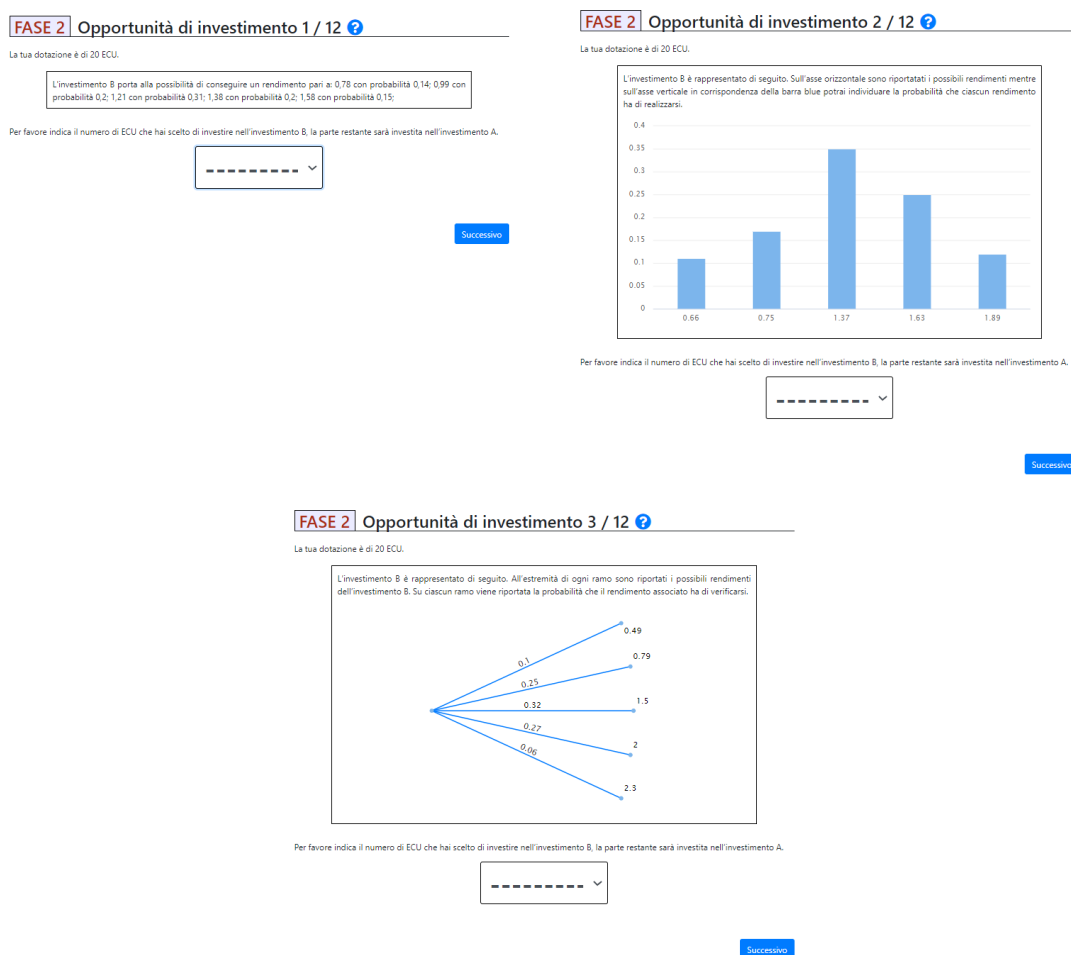 FASE 2 Opportunità di investimento 1 / 12 ?
La tua dotazione è di 20 ECU.
L'investimento B porta alla possibilità di conseguire un rendimento pari a: 0,78 con probabilità 0,14; 0,99 con
probabilità 0,2; 1,21 con probabilità 0,31; 1,38 con probabilità 0,2; 1,58 con probabilità 0,15;
Per favore indica il numero di ECU che hai scelto di investire nell'investimento B, la parte restante sarà investita nell'investimento A.
---------
Successivo
FASE 2 Opportunità di investimento 2 / 12 ?
La tua dotazione è di 20 ECU.
L'investimento B è rappresentato di seguito. Sull'asse orizzontale sono riportatati i possibili rendimenti mentre
sull'asse verticale in corrispondenza della barra blue potrai individuare la probabilità che ciascun rendimento
ha di realizzarsi.
0.4
0.35
0.3
0.25
0.2
0.15
0.1
0.05
0
0.66 0.75 1.37 1.63 1.89
Per favore indica il numero di ECU che hai scelto di investire nell'investimento B, la parte restante sarà investita nell'investimento A.
---------
Successivo
FASE 2 Opportunità di investimento 3 / 12 ?
La tua dotazione è di 20 ECU.
L'investimento B è rappresentato di seguito. All'estremità di ogni ramo sono riportati i possibili rendimenti
dell'investimento B. Su ciascun ramo viene riportata la probabilità che il rendimento associato ha di verificarsi.
0.49
0.1
0.79
0.25
1.5
0.32
0.27
2
0.06
2.3
Per favore indica il numero di ECU che hai scelto di investire nell'investimento B, la parte restante sarà investita nell'investimento A.
---------
Successivo